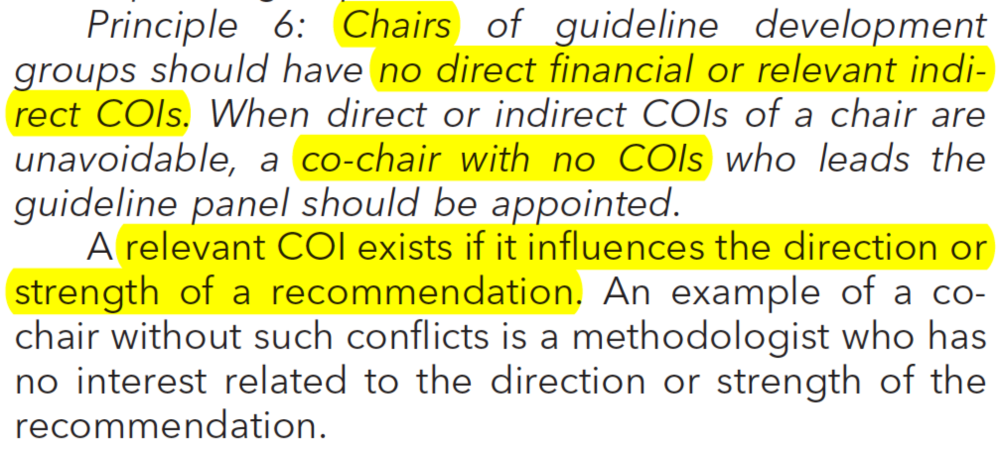 Principle 6: Chairs of guideline development
groups should have no direct financial or relevant indi-
rect COIs. When direct or indirect COIs of a chair are
unavoidable, a co-chair with no COIs who leads the
guideline panel should be appointed.
A relevant COI exists if it influences the direction or
strength of a recommendation. An example of a co-
chair without such conflicts is a methodologist who has
no interest related to the direction or strength of the
recommendation.